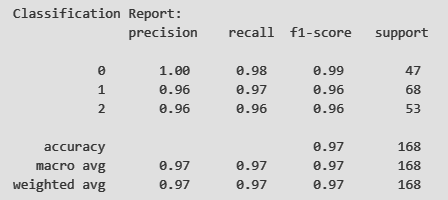 Classification Report:
precision recall f1-score support
0 1.00 0.98 0.99 47
1 0.96 0.97 0.96 68
2 0.96 0.96 0.96 53
accuracy 0.97 168
macro avg 0.97 0.97 0.97 168
weighted avg 0.97 0.97 0.97 168